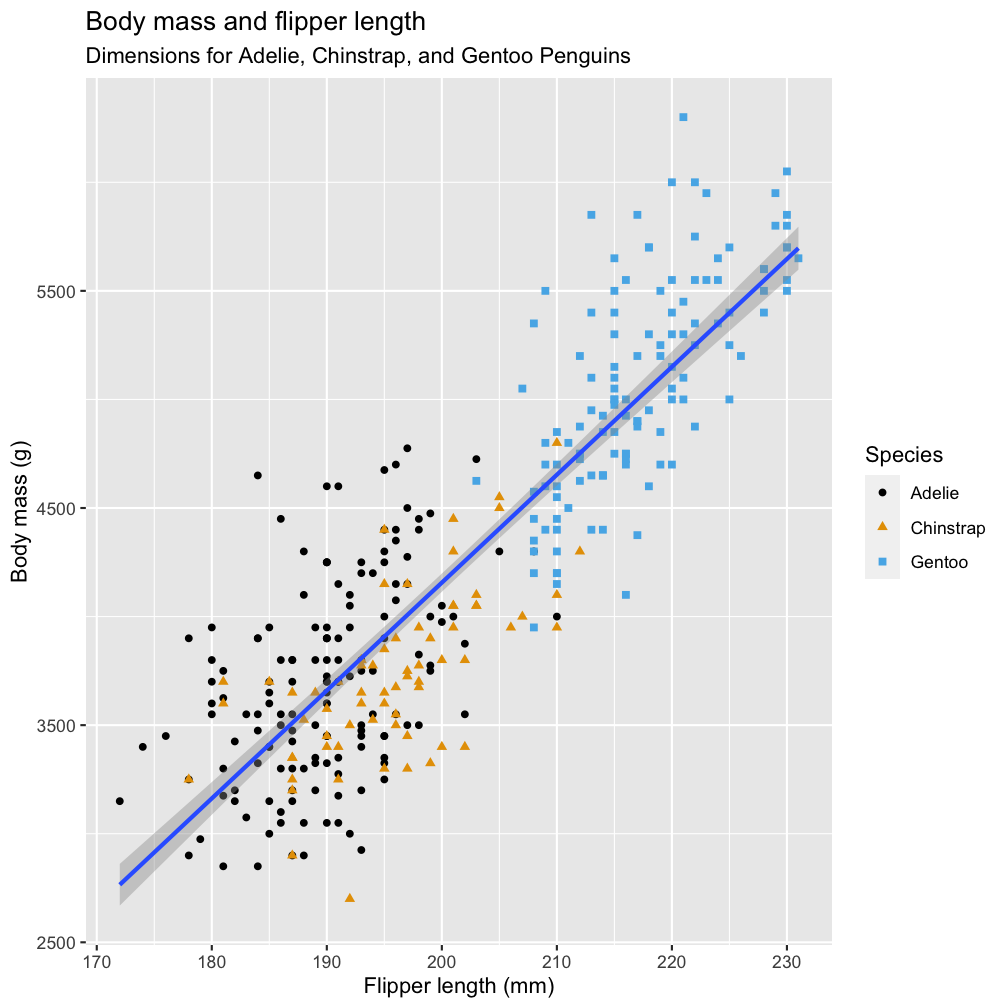 Body mass and flipper length
Dimensions for Adelie, Chinstrap, and Gentoo Penguins
Body mass (g)
5500
4500
3500
2500
170 180 190 200 210 220 230
Flipper length (mm)
Species
Adelie
Chinstrap
Gentoo